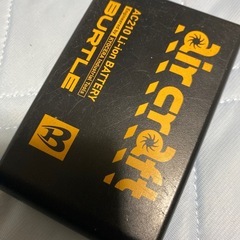 air craft
AC210 Li-ion BATTERY
BURTLE
B